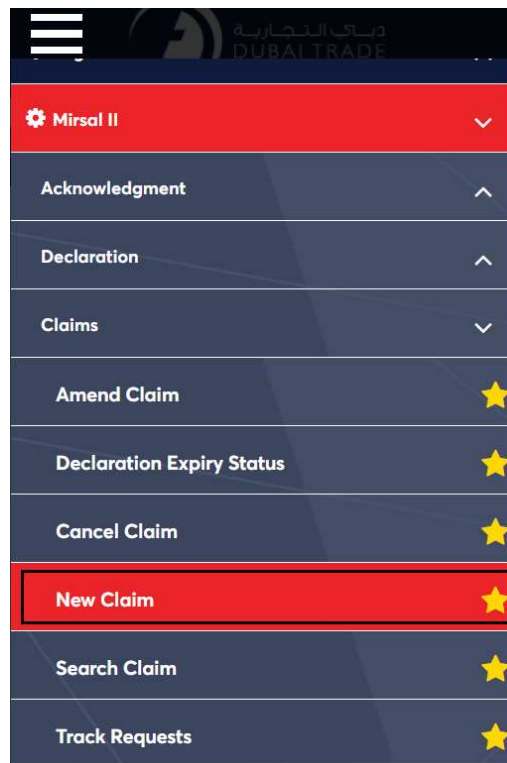 دبي التجارية
DUBAI TRADE
Mirsal II
Acknowledgment
Declaration
Claims
Amend Claim
Declaration Expiry Status
Cancel Claim
New Claim
Search Claim
Track Requests